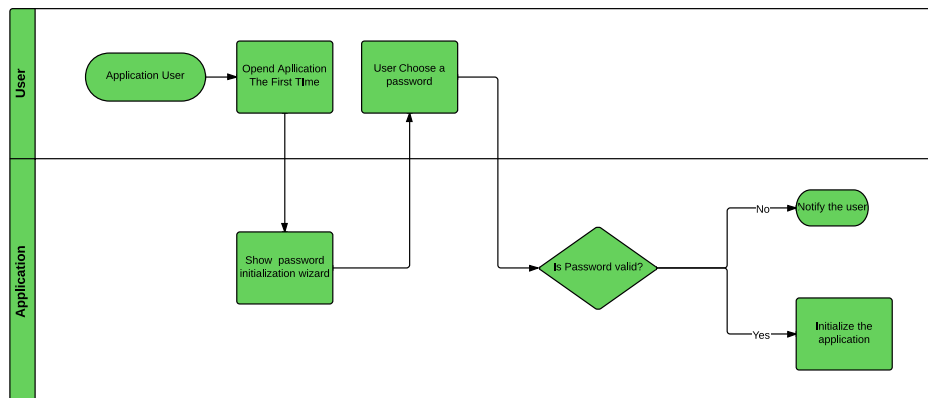 User
Application User
Opend Apllication
The First TIme
User Choose a
password
Application
Show password
initialization wizard
Is Password valid?
No
Notify the user
Yes
Initialize the
application